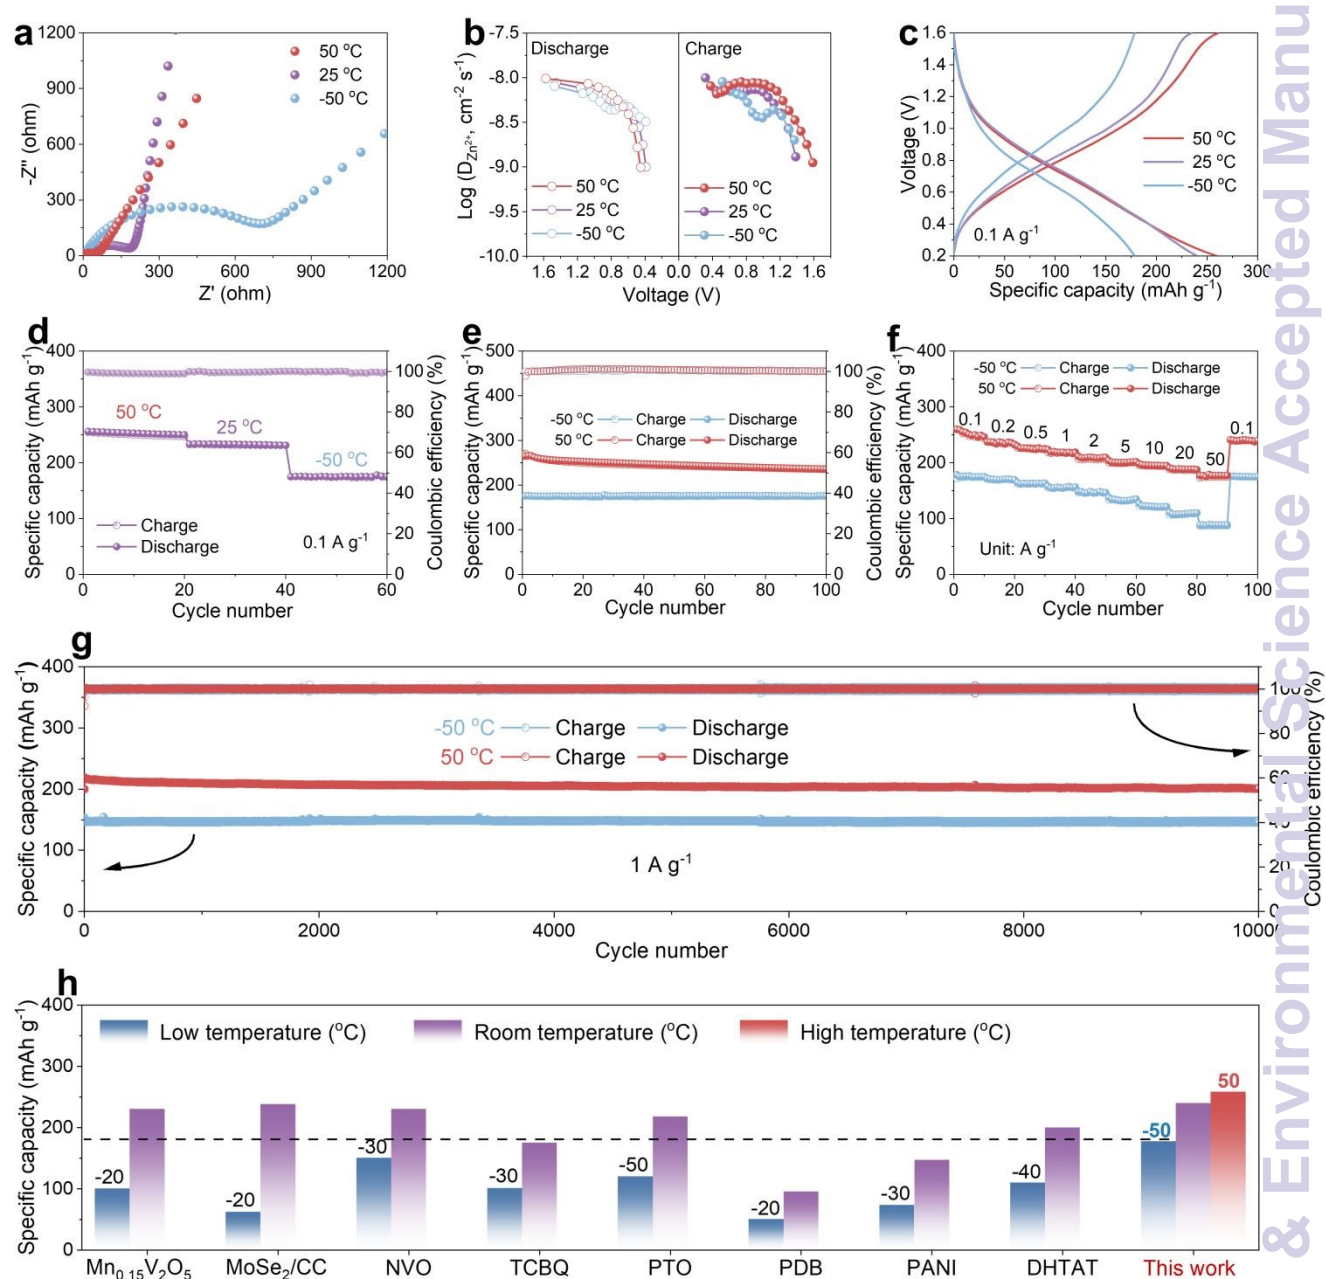 a
1200
900
600
300
0
-Z'' (ohm)
50 °C
25 °C
-50 °C
0 300 600 900 1200
Z' (ohm)
b
-7.5
-8.0
-8.5
-9.0
-9.5
-10.0
Log (D_Zn²⁺, cm⁻² s⁻¹)
Discharge
50 °C
25 °C
-50 °C
Charge
50 °C
25 °C
-50 °C
1.6 1.2 0.8 0.4 0.0 0.4 0.8 1.2 1.6
Voltage (V)
c
1.6
1.4
1.2
1.0
0.8
0.6
0.4
0.2
Voltage (V)
50 °C
25 °C
-50 °C
0.1 A g⁻¹
0 50 100 150 200 250 300
Specific capacity (mAh g⁻¹)
d
400
300
200
100
0
Specific capacity (mAh g⁻¹)
50 °C
25 °C
-50 °C
Charge
Discharge
0.1 A g⁻¹
100
80
60
40
20
0
Coulombic efficiency (%)
0 20 40 60
Cycle number
e
500
400
300
200
100
0
Specific capacity (mAh g⁻¹)
-50 °C Charge Discharge
50 °C Charge Discharge
100
80
60
40
20
0
Coulombic efficiency (%)
0 20 40 60 80 100
Cycle number
f
400
300
200
100
0
Specific capacity (mAh g⁻¹)
-50 °C Charge Discharge
50 °C Charge Discharge
0.1 0.2 0.5 1 2 5 10 20 50 0.1
Unit: A g⁻¹
0 20 40 60 80 100
Cycle number
g
400
300
200
100
0
Specific capacity (mAh g⁻¹)
-50 °C Charge Discharge
50 °C Charge Discharge
1 A g⁻¹
100
80
60
40
20
0
Coulombic efficiency (%)
0 2000 4000 6000 8000 10000
Cycle number
h
400
300
200
100
0
Specific capacity (mAh g⁻¹)
Low temperature (°C) Room temperature (°C) High temperature (°C)
-20
-20
-30
-30
-50
-20
-30
-40
-50
50
Mn₀.₁₅V₂O₅ MoSe₂/CC NVO TCBQ PTO PDB PANI DHTAT This work
& Environmental Science Accepted Manu